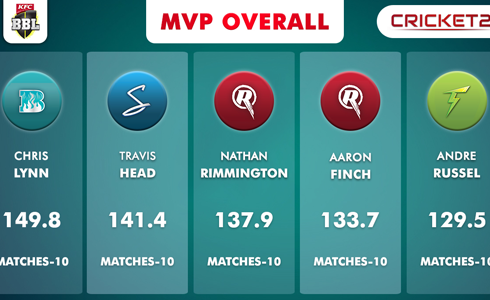 KFC
BBL
MVP OVERALL
CRICKET2
B
CHRIS
LYNN
149.8
MATCHES-10
S
TRAVIS
HEAD
141.4
MATCHES-10
R
NATHAN
RIMMINGTON
137.9
MATCHES-10
R
AARON
FINCH
133.7
MATCHES-10
T
ANDRE
RUSSEL
129.5
MATCHES-10